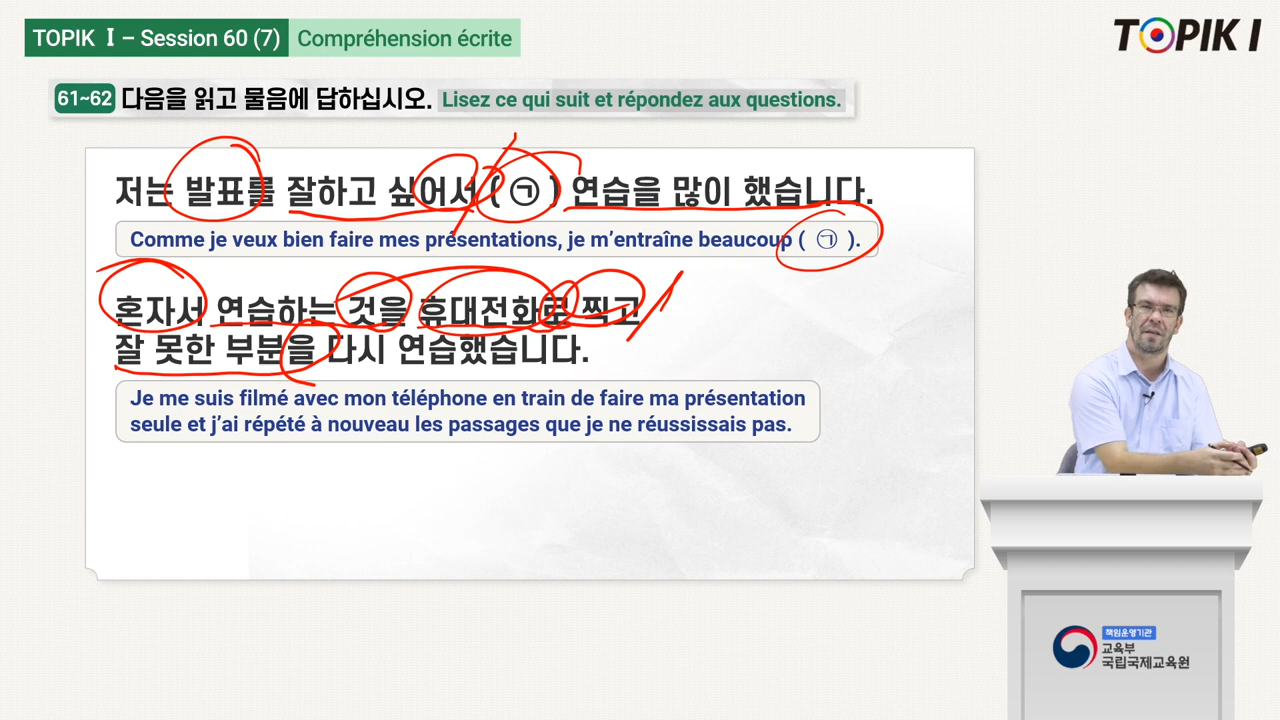 TOPIK I – Session 60 (7) Compréhension écrite
TOPIK I
61~62 다음을 읽고 물음에 답하십시오. Lisez ce qui suit et répondez aux questions.
저는 발표를 잘하고 싶어서 ( ㉠ ) 연습을 많이 했습니다.
Comme je veux bien faire mes présentations, je m’entraîne beaucoup ( ㉠ ).
혼자서 연습하는 것을 휴대전화로 찍고
잘 못한 부분을 다시 연습했습니다.
Je me suis filmé avec mon téléphone en train de faire ma présentation
seule et j’ai répété à nouveau les passages que je ne réussissais pas.
책임운영기관
교육부
국립국제교육원